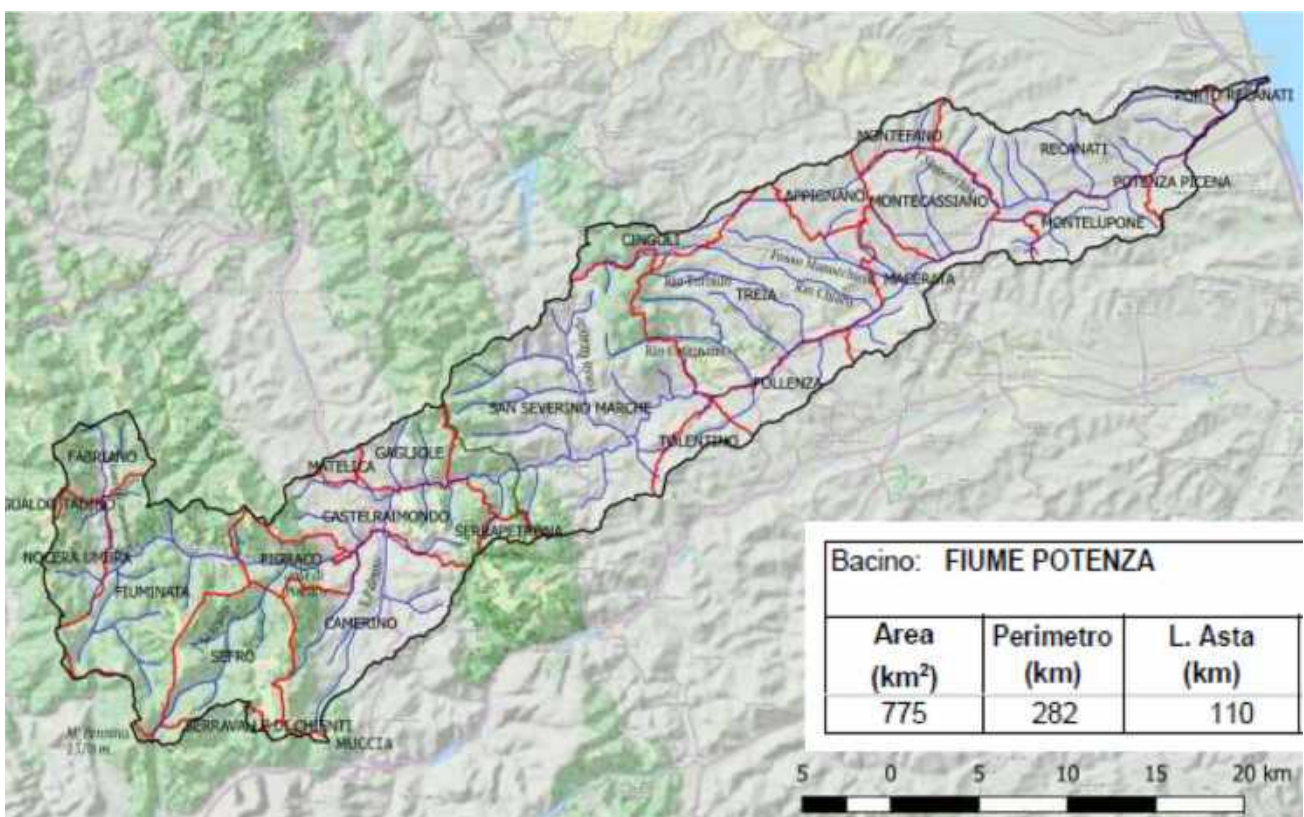 PORTO RECANATI
MONTEFANO
RECANATI
APPIGNANO
MONTECASSIANO
POTENZA PICENA
MONTELUPONE
CINGOLI
MACERATA
Rio Chiaro
TREIA
POLLENZA
SAN SEVERINO MARCHE
TOLENTINO
FABRIANO
GAGLIOLE
MATELICA
GUALDO TADINO
CASTELRAIMONDO
SERRAPETRONA
NOCERA UMBRA
PIORACO
FIUMINATA
CAMERINO
SEFRO
SERRAVALLE DI CHIENTI
MUCCIA
Bacino: FIUME POTENZA
Area Perimetro L. Asta
(km²) (km) (km)
775 282 110
5 0 5 10 15 20 km